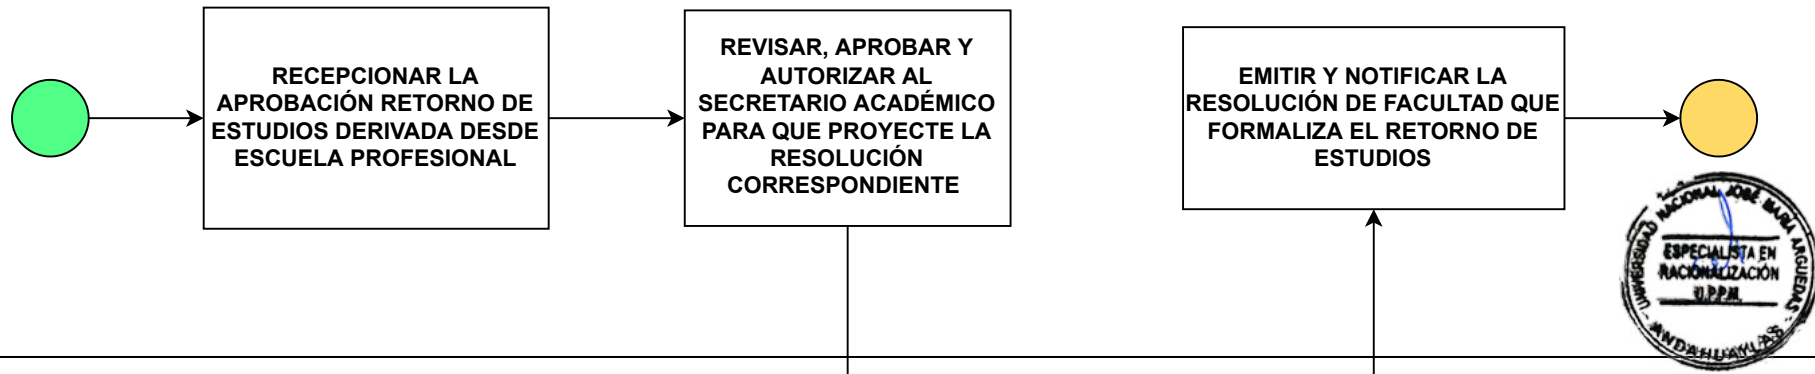 RECEPCIONAR LA
APROBACIÓN RETORNO DE
ESTUDIOS DERIVADA DESDE
ESCUELA PROFESIONAL
REVISAR, APROBAR Y
AUTORIZAR AL
SECRETARIO ACADÉMICO
PARA QUE PROYECTE LA
RESOLUCIÓN
CORRESPONDIENTE
EMITIR Y NOTIFICAR LA
RESOLUCIÓN DE FACULTAD QUE
FORMALIZA EL RETORNO DE
ESTUDIOS
UNIVERSIDAD NACIONAL JOSÉ MARÍA ARGUEDAS
ESPECIALISTA EN
RACIONALIZACIÓN
U.P.P.M.
- ANDAHUAYLAS -